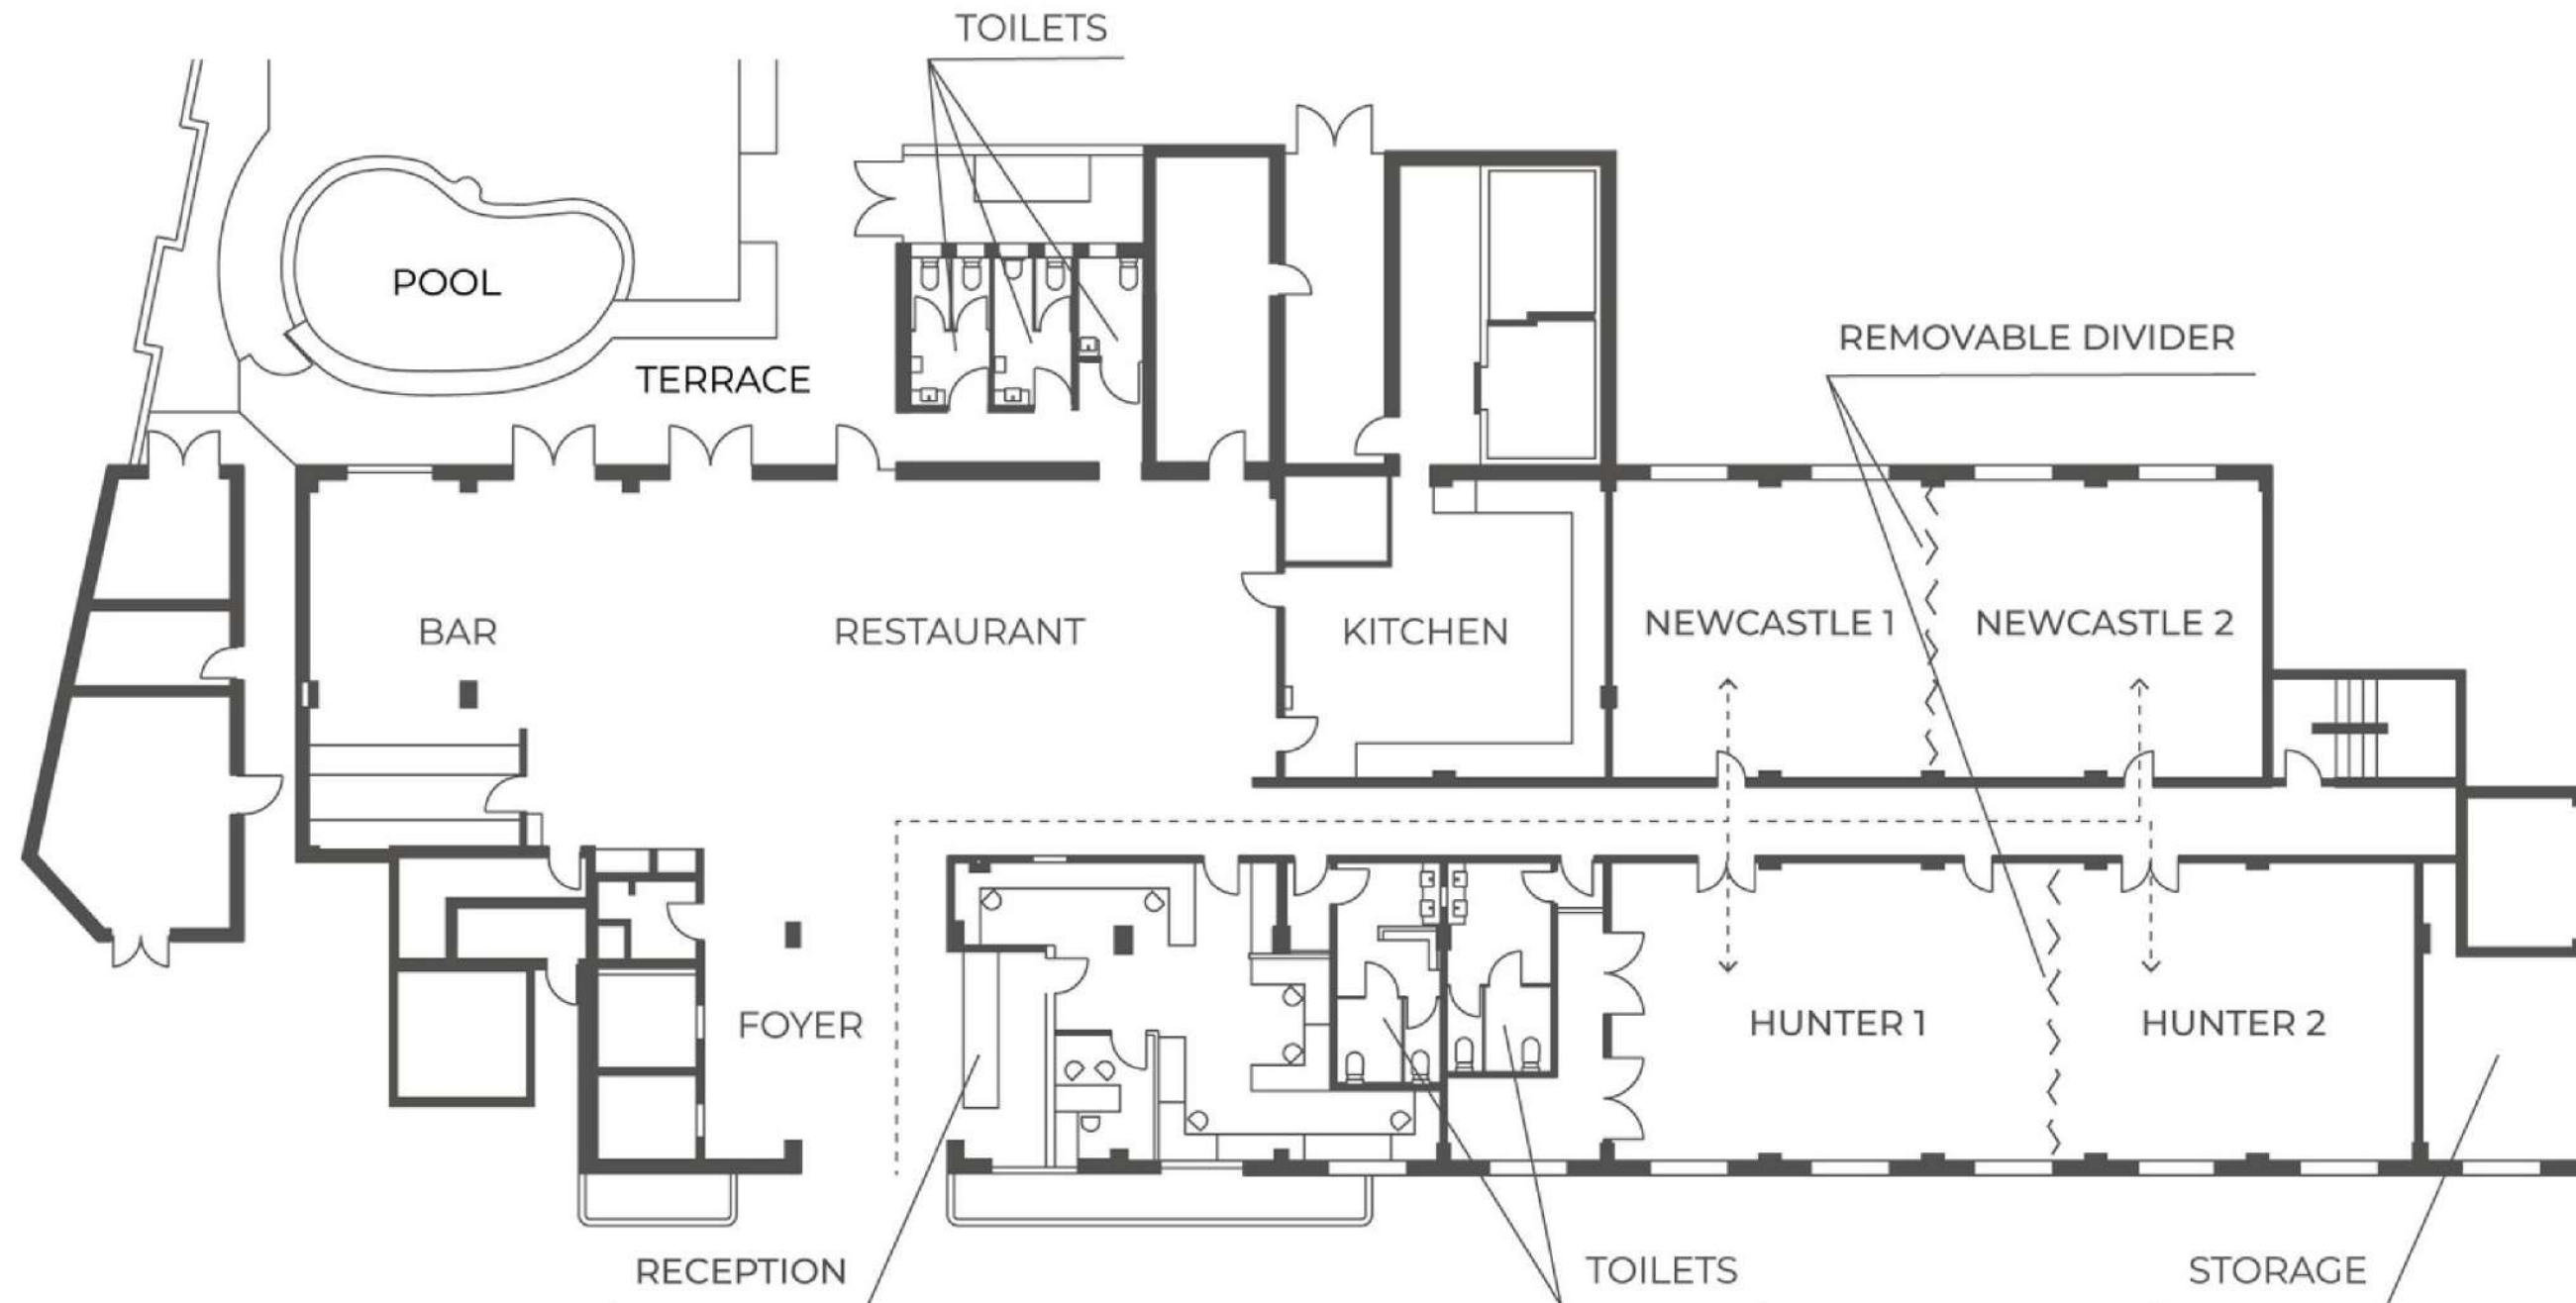 TOILETS
POOL
REMOVABLE DIVIDER
TERRACE
BAR
RESTAURANT
KITCHEN
NEWCASTLE 1
NEWCASTLE 2
FOYER
HUNTER 1
HUNTER 2
RECEPTION
TOILETS
STORAGE